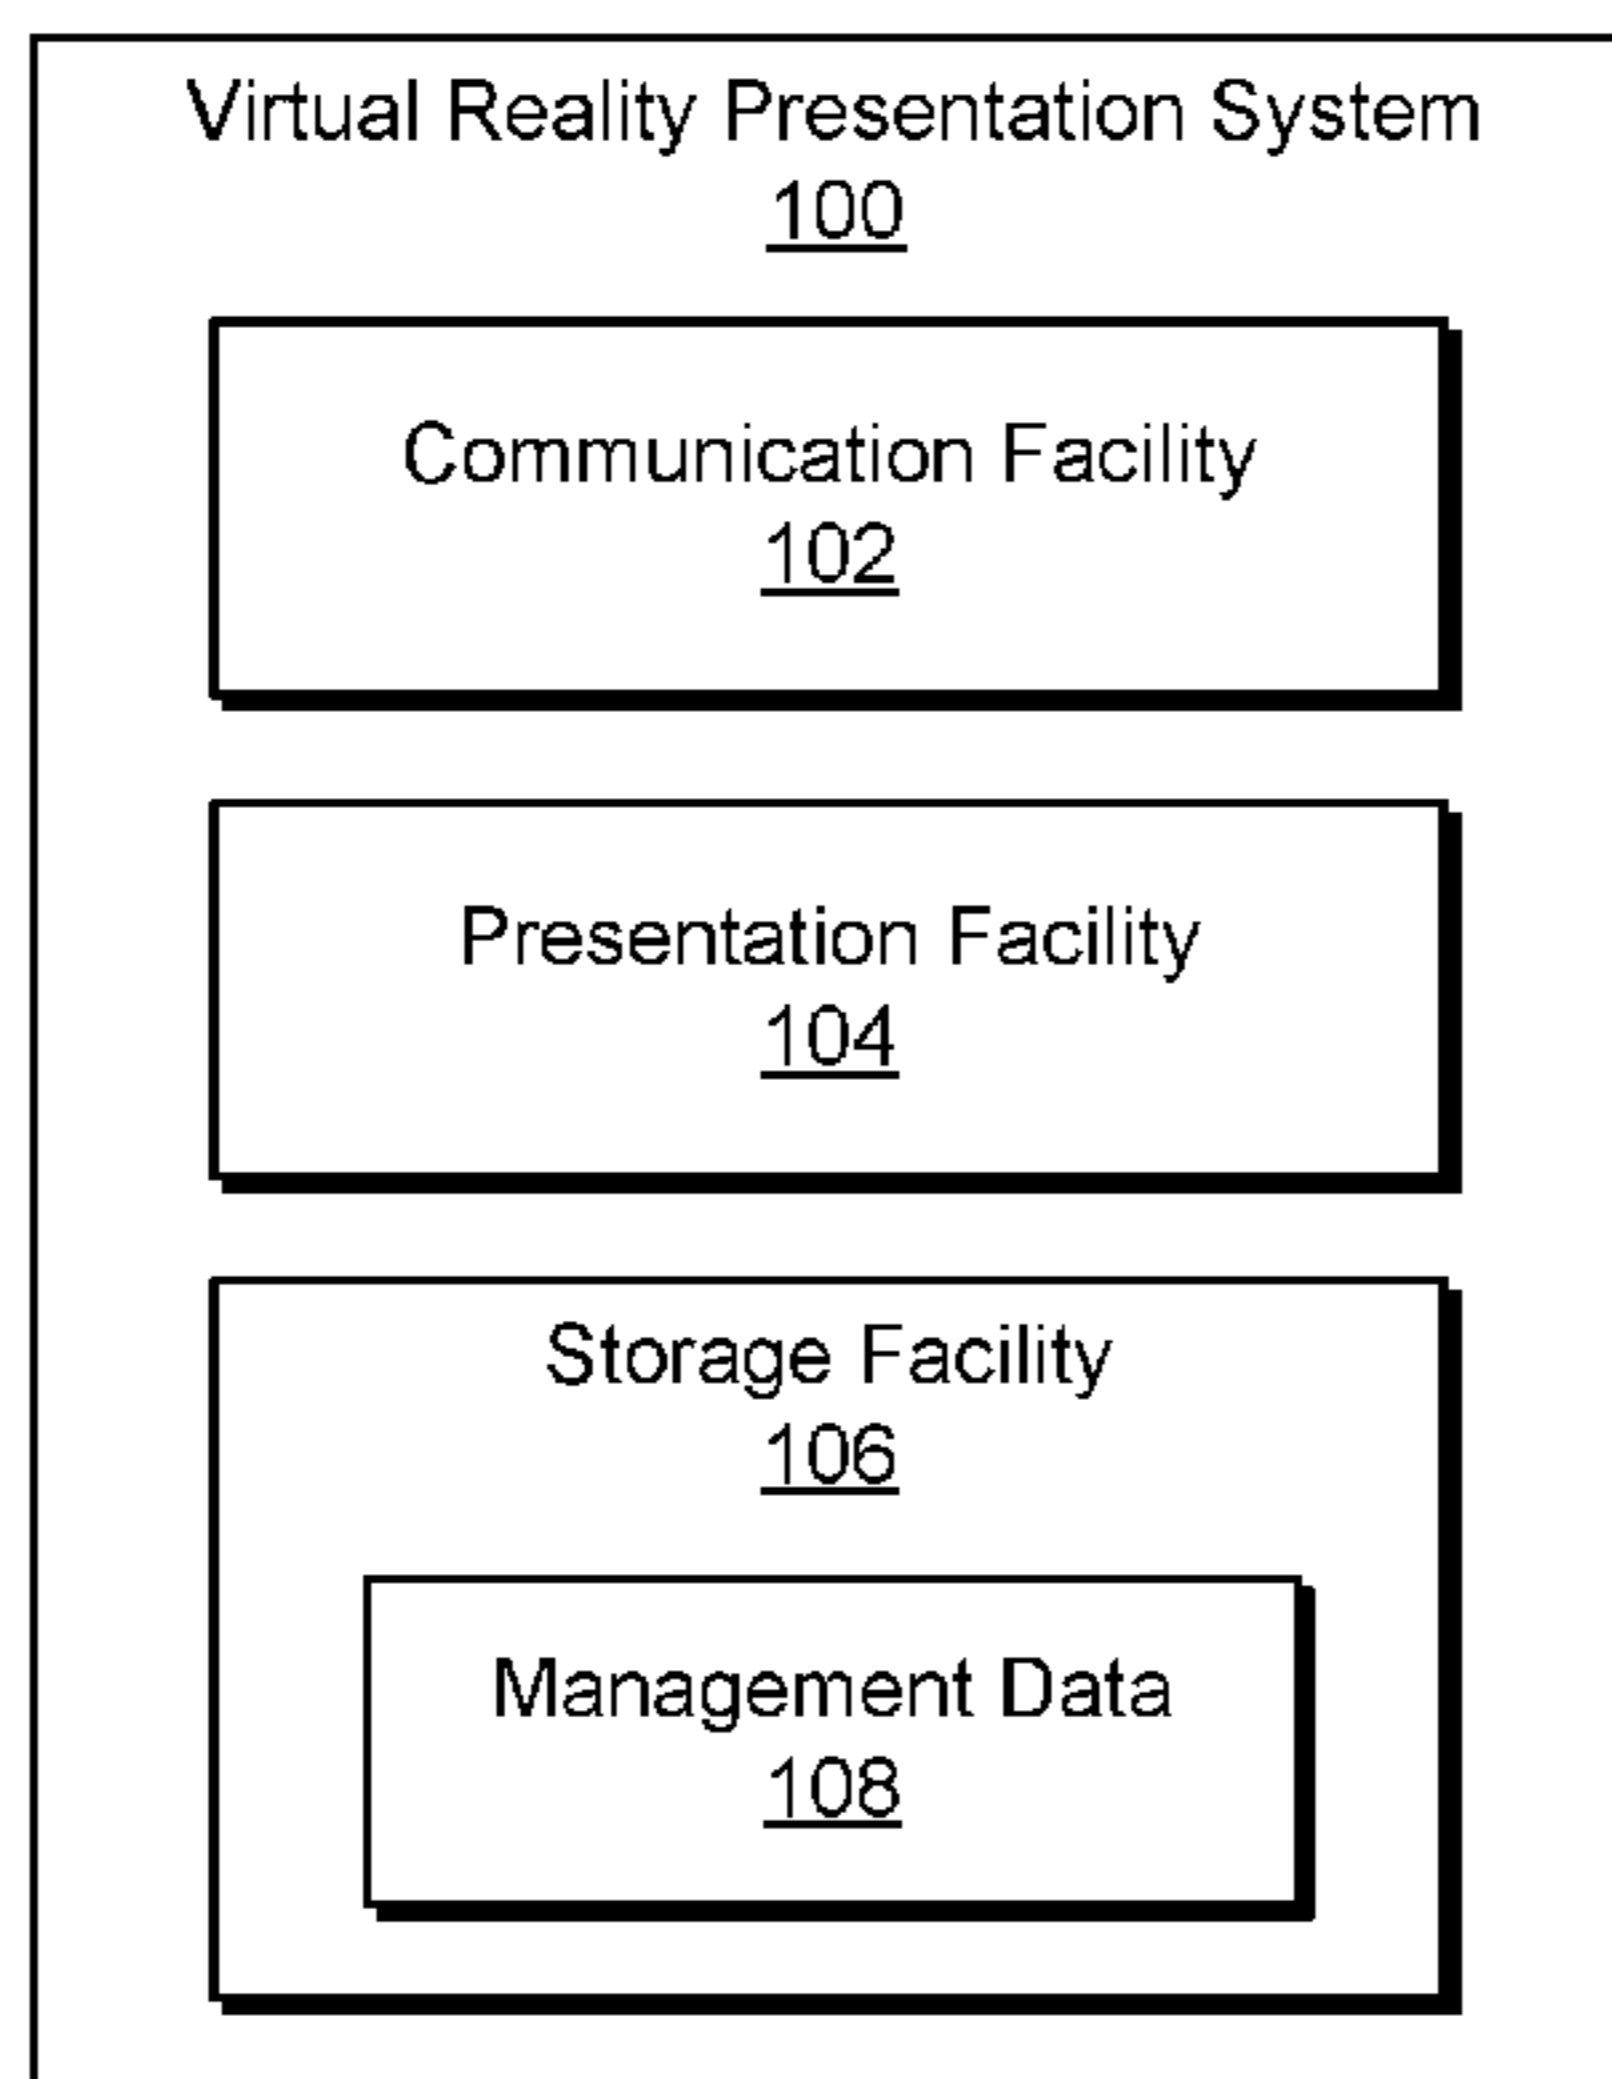 Virtual Reality Presentation System
100
Communication Facility
102
Presentation Facility
104
Storage Facility
106
Management Data
108